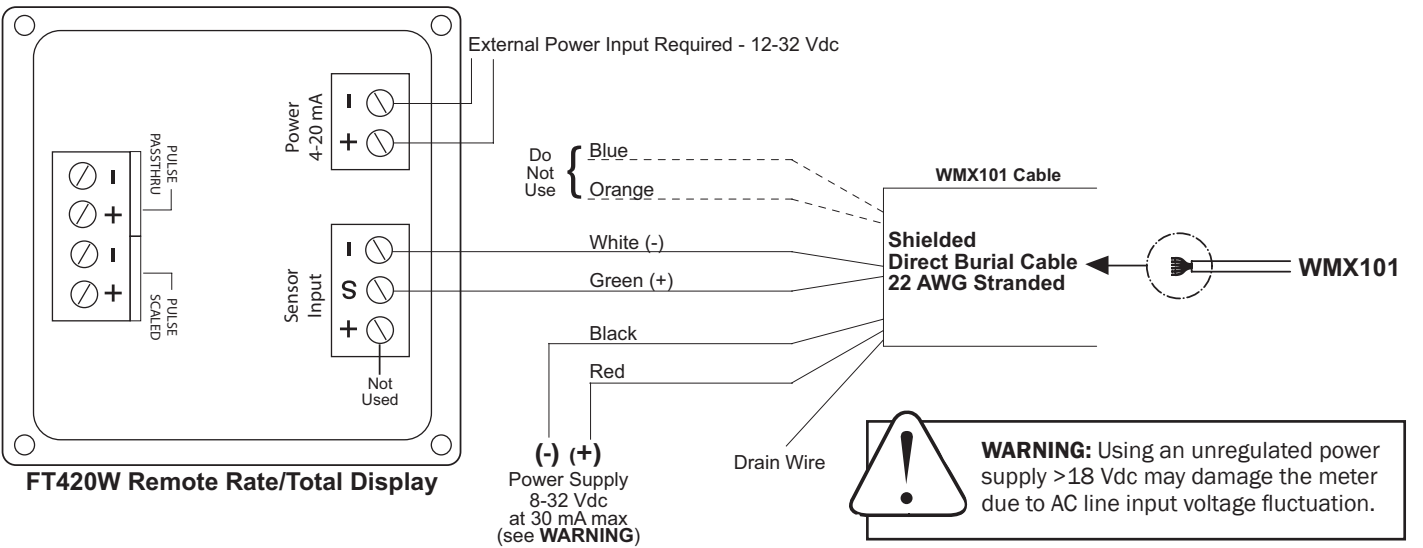 External Power Input Required - 12-32 Vdc
Power
4-20 mA
-
+
PULSE
PASSTHRU
-
+
-
+
PULSE
SCALED
Sensor
Input
-
S
+
Not
Used
FT420W Remote Rate/Total Display
Do
Not
Use
{
Blue
Orange
White (-)
Green (+)
Black
Red
(-) (+)
Power Supply
8-32 Vdc
at 30 mA max
(see WARNING)
Drain Wire
WMX101 Cable
Shielded
Direct Burial Cable
22 AWG Stranded
WMX101
!
WARNING: Using an unregulated power
supply >18 Vdc may damage the meter
due to AC line input voltage fluctuation.